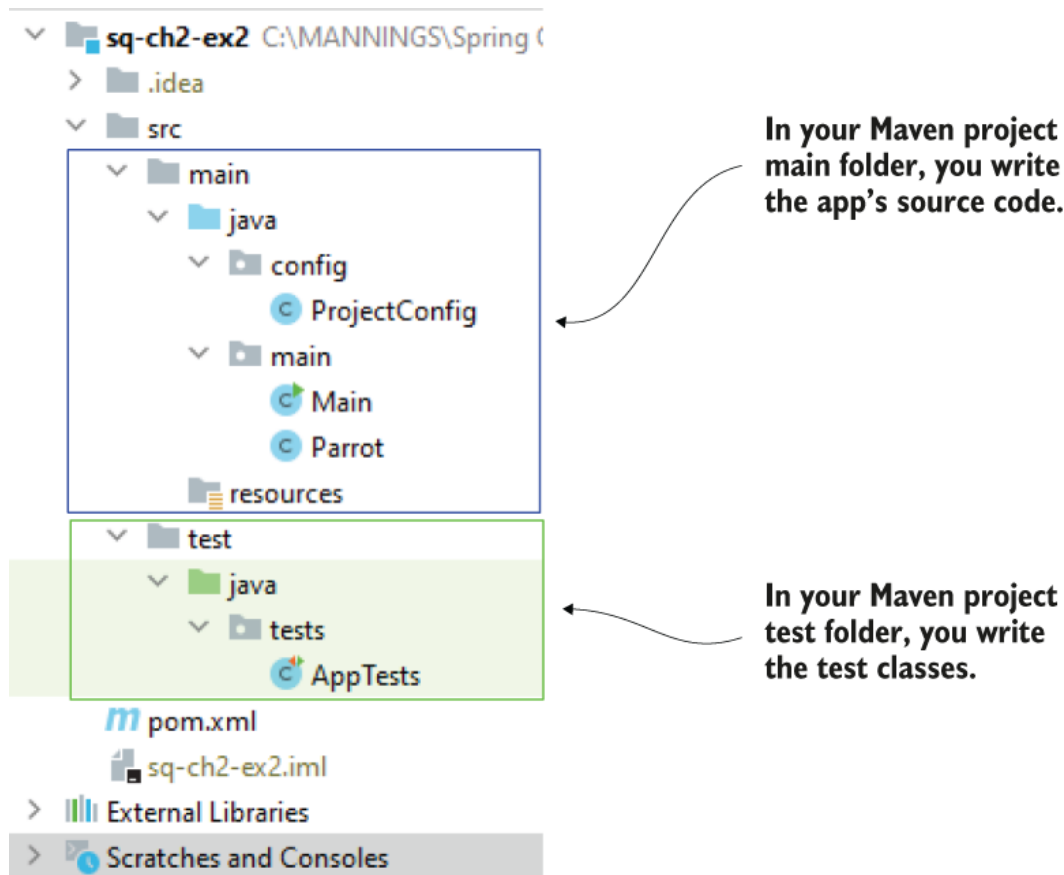 sq-ch2-ex2 C:\MANNINGS\Spring
.idea
src
main
java
config
ProjectConfig
main
Main
Parrot
resources
test
java
tests
AppTests
pom.xml
sq-ch2-ex2.iml
External Libraries
Scratches and Consoles
In your Maven project
main folder, you write
the app's source code.
In your Maven project
test folder, you write
the test classes.